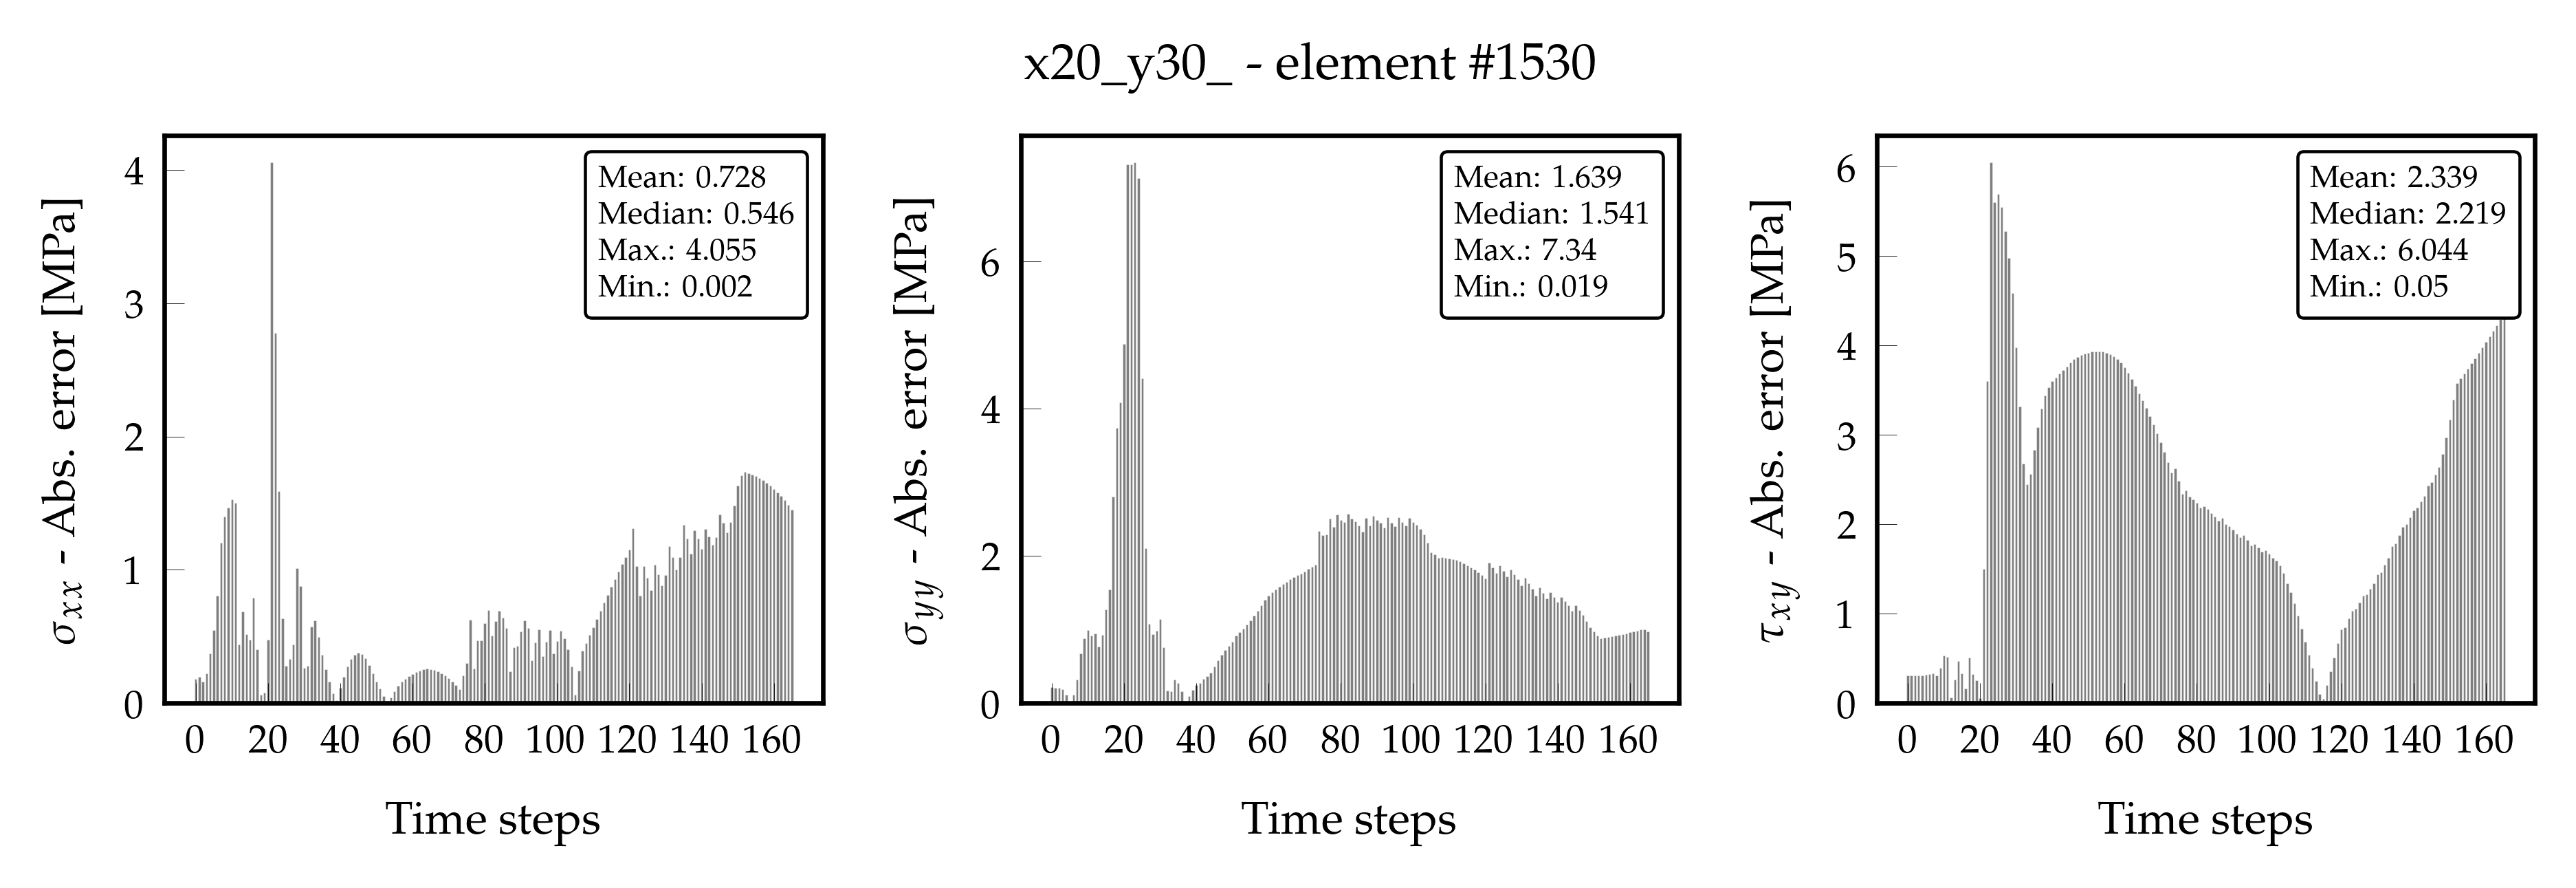 x20_y30_ - element #1530
σxx - Abs. error [MPa]
4
3
2
1
0
Mean: 0.728
Median: 0.546
Max.: 4.055
Min.: 0.002
0 20 40 60 80 100 120 140 160
Time steps
σyy - Abs. error [MPa]
6
4
2
0
Mean: 1.639
Median: 1.541
Max.: 7.34
Min.: 0.019
0 20 40 60 80 100 120 140 160
Time steps
τxy - Abs. error [MPa]
6
5
4
3
2
1
0
Mean: 2.339
Median: 2.219
Max.: 6.044
Min.: 0.05
0 20 40 60 80 100 120 140 160
Time steps